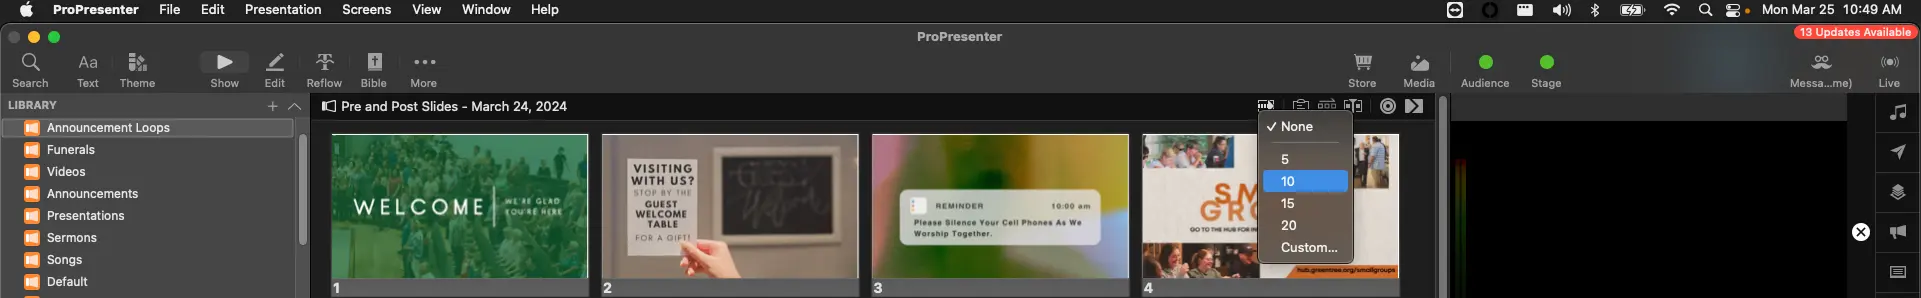 ProPresenter File Edit Presentation Screens View Window Help Mon Mar 25 10:49 AM
ProPresenter
13 Updates Available
Search Text Theme Show Edit Reflow Bible More Store Media Audience Stage Messa...me) Live
Aa
LIBRARY
Announcement Loops
Funerals
Videos
Announcements
Presentations
Sermons
Songs
Default
Pre and Post Slides - March 24, 2024
WELCOME
WE'RE GLAD
YOU'RE HERE
1
VISITING
WITH US?
STOP BY THE
GUEST
WELCOME
TABLE
FOR A GIFT!
2
REMINDER 10:00 am
Please Silence Your Cell Phones As We
Worship Together.
3
SM
GRO
GO TO THE HUB FOR IN
hub.greentree.org/smallgroups
4
✓ None
5
10
15
20
Custom...